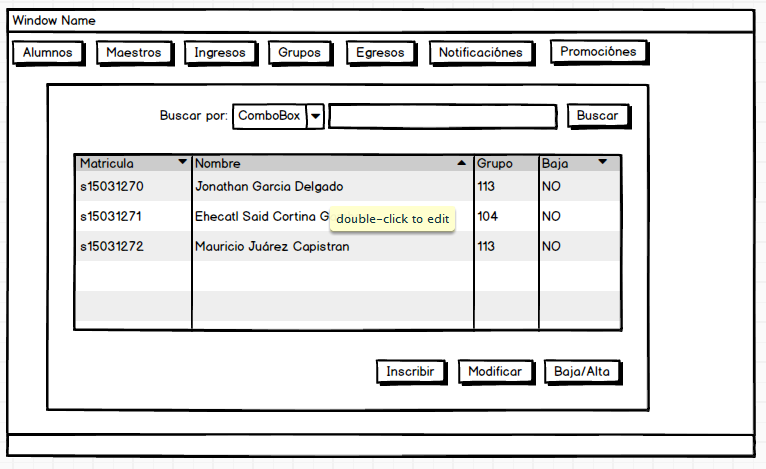 Window Name
Alumnos Maestros Ingresos Grupos Egresos Notificaciónes Promociónes
Buscar por: ComboBox Buscar
Matricula Nombre Grupo Baja
s15031270 Jonathan Garcia Delgado 113 NO
s15031271 Ehecatl Said Cortina G 104 NO
double-click to edit
s15031272 Mauricio Juárez Capistran 113 NO
Inscribir Modificar Baja/Alta